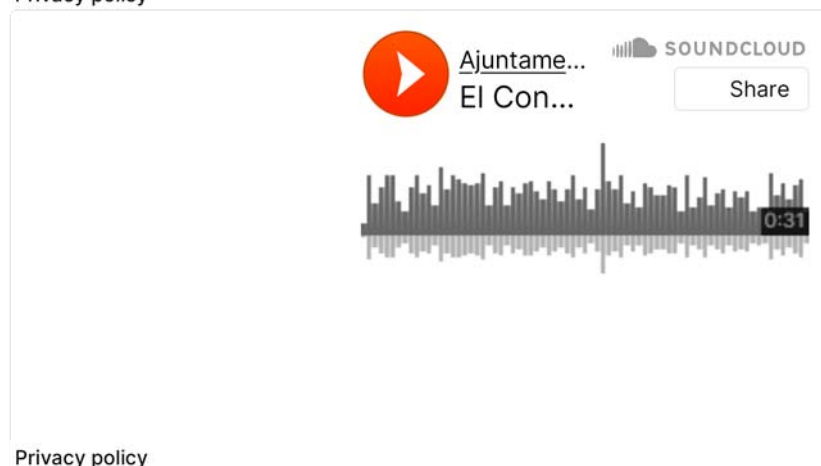 Privacy policy
Ajuntame...
SOUNDCLOUD
El Con...
Share
0:31
Privacy policy